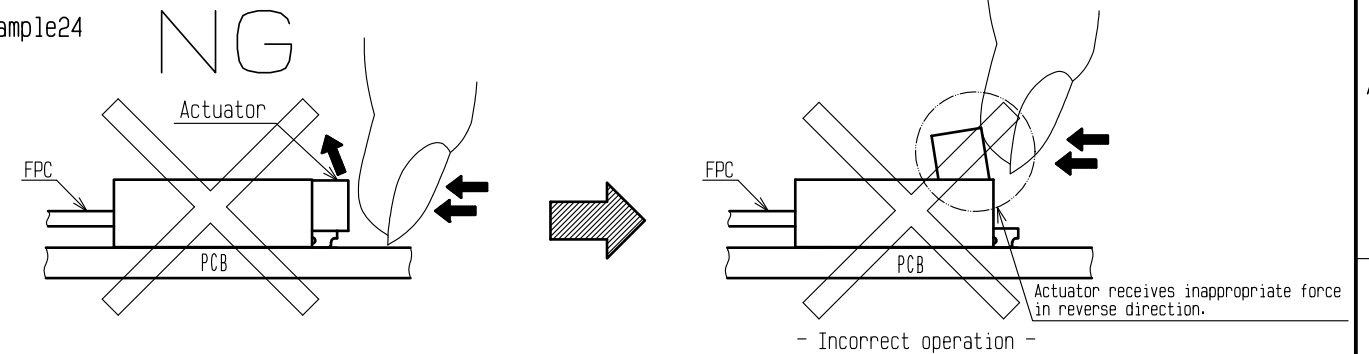 ample24
NG
Actuator
FPC
PCB
FPC
PCB
Actuator receives inappropriate force
in reverse direction.
- Incorrect operation -